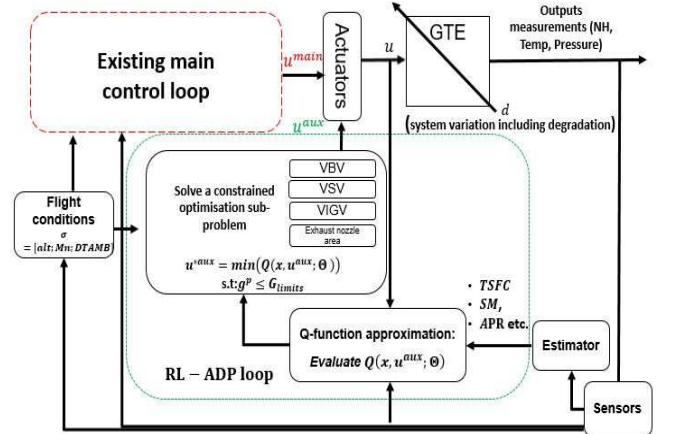 Existing main
control loop
u^main
Actuators
u
GTE
d
Outputs
measurements (NH,
Temp, Pressure)
(system variation including degradation)
u^aux
Flight
conditions
σ
= [alt; Mn; DTAMB]
Solve a constrained
optimisation sub-
problem
VBV
VSV
VIGV
Exhaust nozzle
area
u^*aux = min(Q(x, u^aux; Θ))
s.t: g^p ≤ G_limits
• TSFC
• SM,
• APR etc.
Q-function approximation:
Evaluate Q(x, u^aux; Θ)
RL – ADP loop
Estimator
Sensors